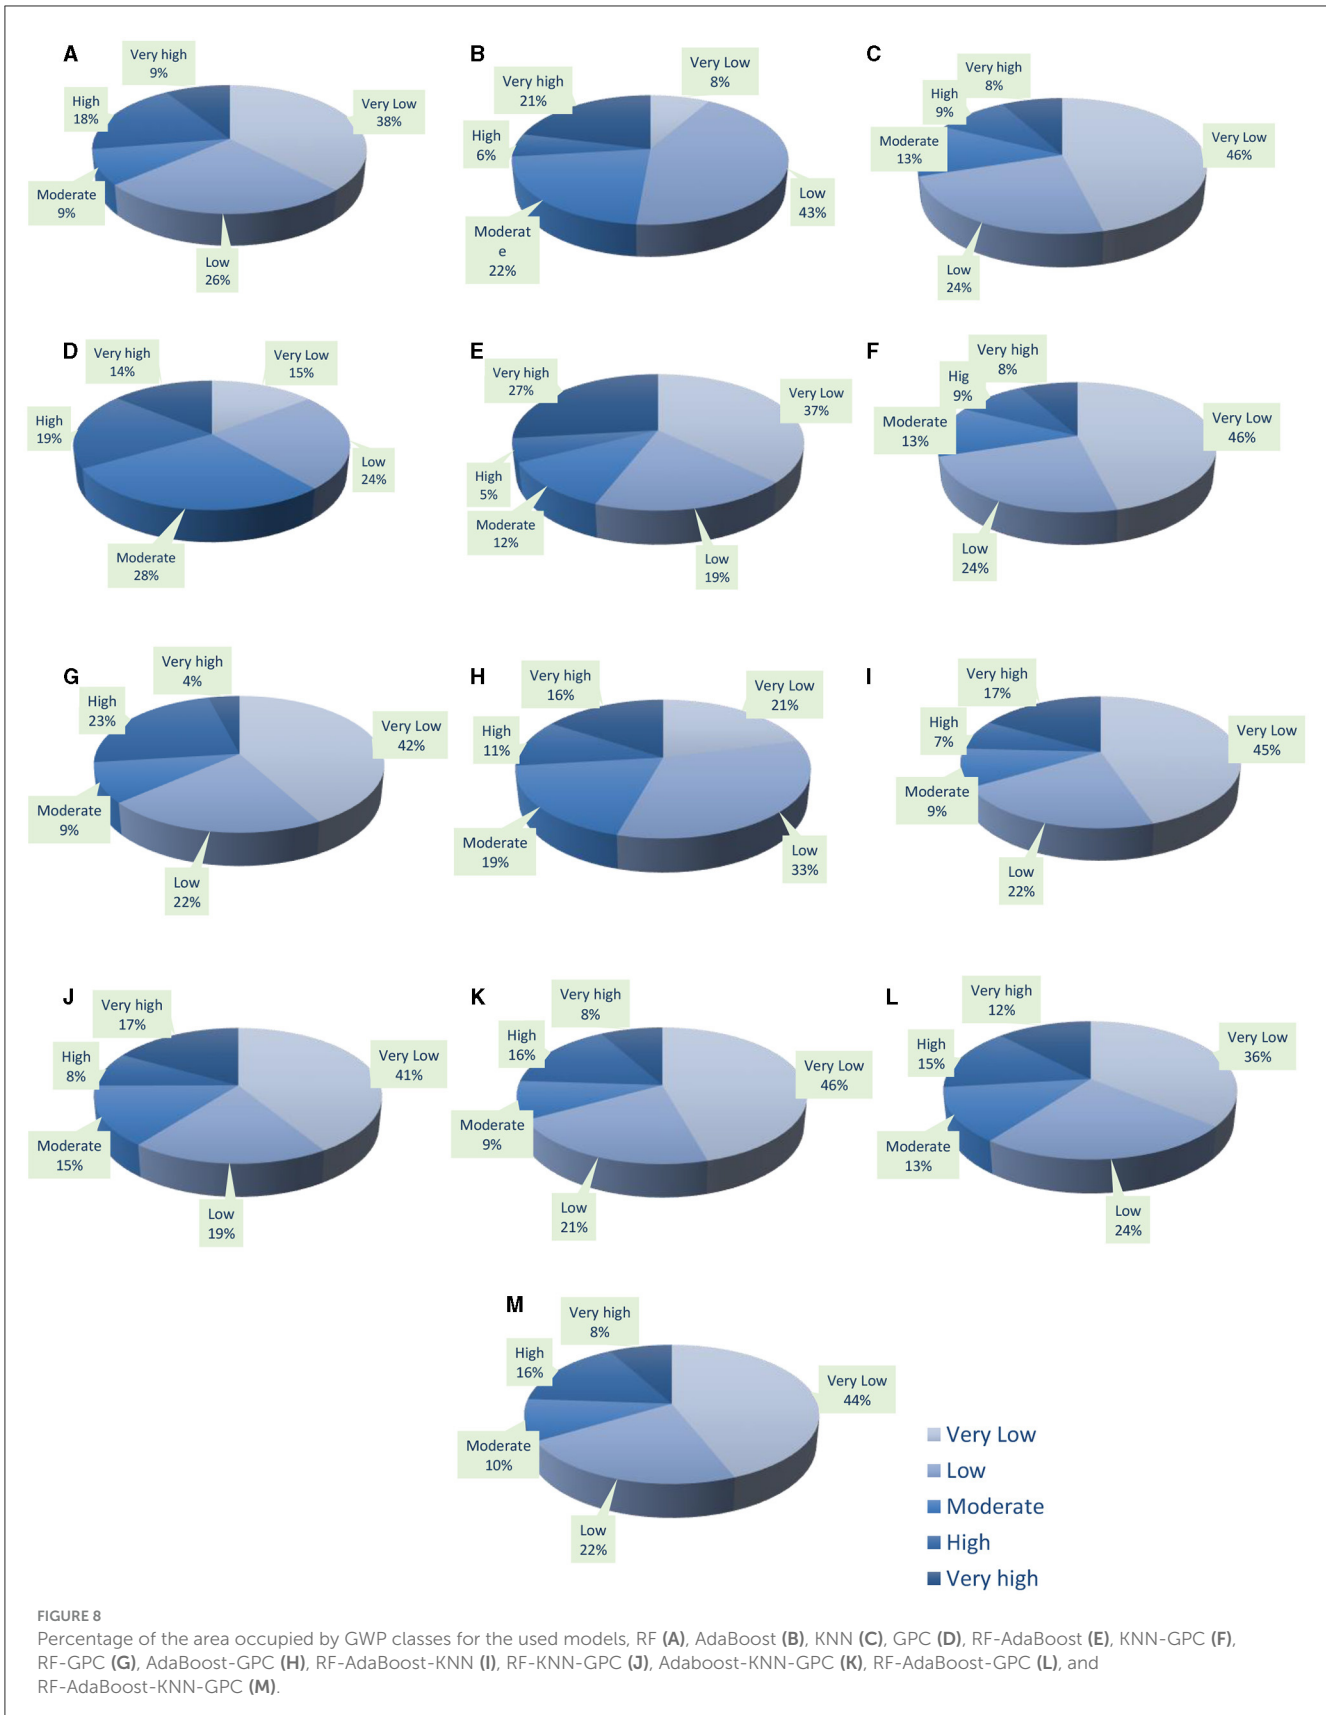 A
Very high
9%
High
18%
Very Low
38%
Moderate
9%
Low
26%
B
Very high
21%
Very Low
8%
High
6%
Low
43%
Moderat
e
22%
C
Very high
8%
High
9%
Moderate
13%
Very Low
46%
Low
24%
D
Very high
14%
Very Low
15%
High
19%
Low
24%
Moderate
28%
E
Very high
27%
Very Low
37%
High
5%
Moderate
12%
Low
19%
F
Very high
8%
Hig
9%
Moderate
13%
Very Low
46%
Low
24%
G
Very high
4%
High
23%
Very Low
42%
Moderate
9%
Low
22%
H
Very high
16%
Very Low
21%
High
11%
Moderate
19%
Low
33%
I
Very high
17%
High
7%
Very Low
45%
Moderate
9%
Low
22%
J
Very high
17%
High
8%
Very Low
41%
Moderate
15%
Low
19%
K
Very high
8%
High
16%
Very Low
46%
Moderate
9%
Low
21%
L
Very high
12%
High
15%
Very Low
36%
Moderate
13%
Low
24%
M
Very high
8%
High
16%
Very Low
44%
Moderate
10%
Low
22%
Very Low
Low
Moderate
High
Very high
FIGURE 8
Percentage of the area occupied by GWP classes for the used models, RF (A), AdaBoost (B), KNN (C), GPC (D), RF-AdaBoost (E), KNN-GPC (F),
RF-GPC (G), AdaBoost-GPC (H), RF-AdaBoost-KNN (I), RF-KNN-GPC (J), Adaboost-KNN-GPC (K), RF-AdaBoost-GPC (L), and
RF-AdaBoost-KNN-GPC (M).